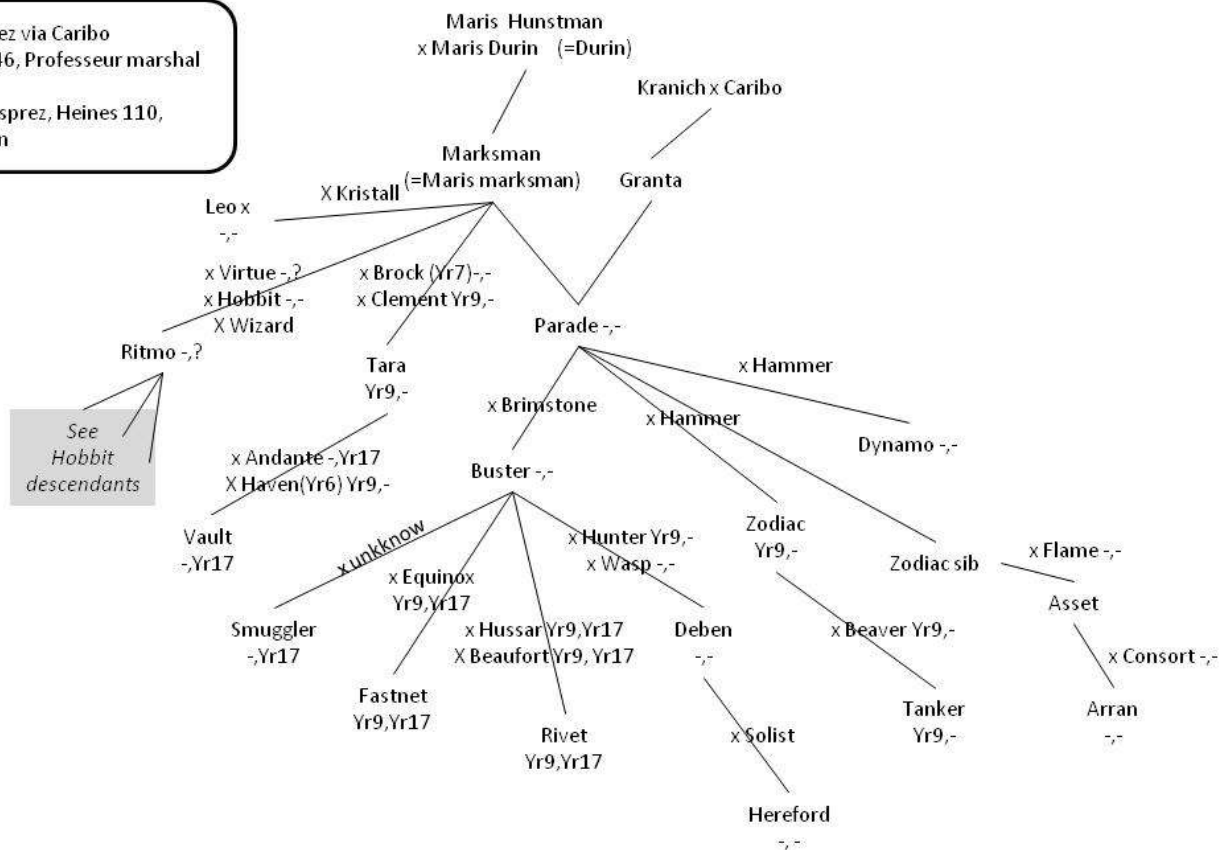 ez via Caribo
46, Professeur marshal
sprez, Heines 110,
n
Maris Hunstman
x Maris Durin (=Durin)
Kranich x Caribo
Marksman
(=Maris marksman)
Granta
X Kristall
Leo x
-,-
x Virtue -,?
x Hobbit -,-
X Wizard
x Brock (Yr7)-,-
x Clement Yr9,-
Parade -,-
Ritmo -,?
Tara
Yr9,-
x Hammer
x Brimstone
x Hammer
See
Hobbit
descendants
Dynamo -,-
x Andante -,Yr17
X Haven(Yr6) Yr9,-
Buster -,-
Vault
-,Yr17
x unkknow
x Hunter Yr9,-
x Wasp -,-
Zodiac
Yr9,-
Zodiac sib
x Flame -,-
x Equinox
Yr9,Yr17
Asset
Smuggler
-,Yr17
x Hussar Yr9,Yr17
X Beaufort Yr9, Yr17
Deben
-,-
x Beaver Yr9,-
x Consort -,-
Fastnet
Yr9,Yr17
Rivet
Yr9,Yr17
x Solist
Tanker
Yr9,-
Arran
-,-
Hereford
-, -